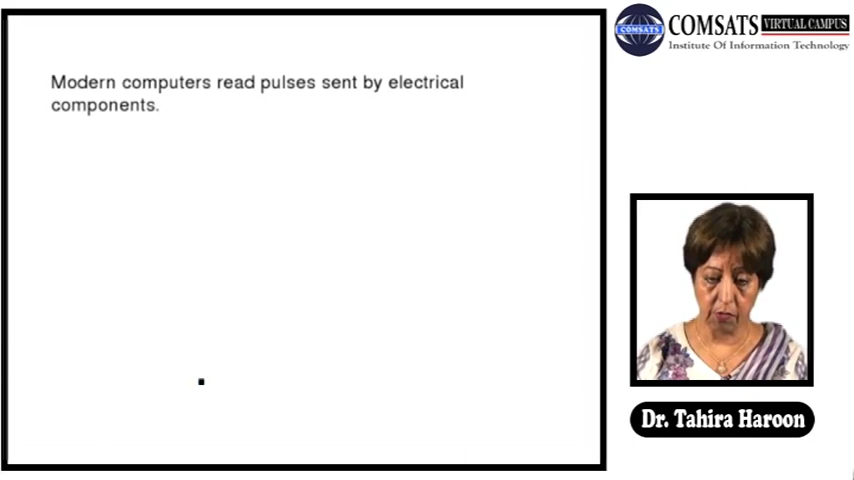 COMSATS VIRTUAL CAMPUS
Institute Of Information Technology
COMSATS
Modern computers read pulses sent by electrical
components.
Dr. Tahira Haroon